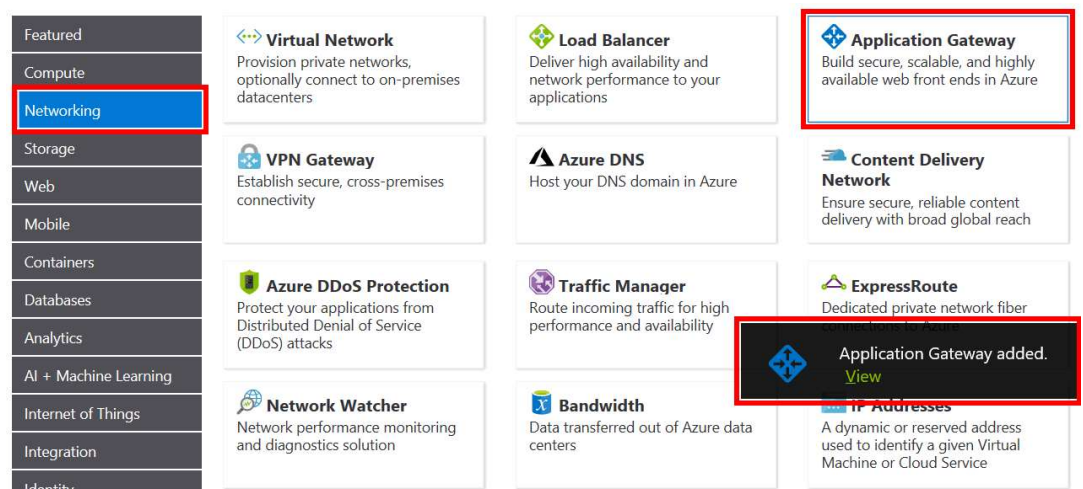 Featured
Compute
Networking
Storage
Web
Mobile
Containers
Databases
Analytics
AI + Machine Learning
Internet of Things
Integration
Identity
Virtual Network
Provision private networks,
optionally connect to on-premises
datacenters
Load Balancer
Deliver high availability and
network performance to your
applications
Application Gateway
Build secure, scalable, and highly
available web front ends in Azure
VPN Gateway
Establish secure, cross-premises
connectivity
Azure DNS
Host your DNS domain in Azure
Content Delivery
Network
Ensure secure, reliable content
delivery with broad global reach
Azure DDoS Protection
Protect your applications from
Distributed Denial of Service
(DDoS) attacks
Traffic Manager
Route incoming traffic for high
performance and availability
ExpressRoute
Dedicated private network fiber
connections to Azure
Application Gateway added.
View
Network Watcher
Network performance monitoring
and diagnostics solution
Bandwidth
Data transferred out of Azure data
centers
IP Addresses
A dynamic or reserved address
used to identify a given Virtual
Machine or Cloud Service